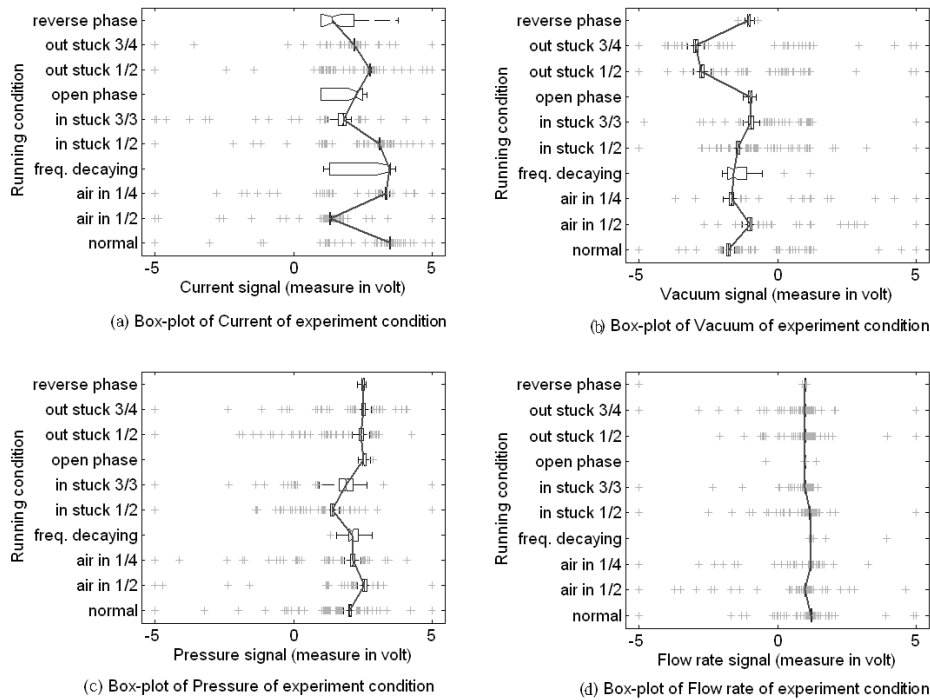 Running condition
reverse phase
out stuck 3/4
out stuck 1/2
open phase
in stuck 3/3
in stuck 1/2
freq. decaying
air in 1/4
air in 1/2
normal
-5 0 5
Current signal (measure in volt)
(a) Box-plot of Current of experiment condition
Running condition
reverse phase
out stuck 3/4
out stuck 1/2
open phase
in stuck 3/3
in stuck 1/2
freq. decaying
air in 1/4
air in 1/2
normal
-5 0 5
Vacuum signal (measure in volt)
(b) Box-plot of Vacuum of experiment condition
Running condition
reverse phase
out stuck 3/4
out stuck 1/2
open phase
in stuck 3/3
in stuck 1/2
freq. decaying
air in 1/4
air in 1/2
normal
-5 0 5
Pressure signal (measure in volt)
(c) Box-plot of Pressure of experiment condition
Running condition
reverse phase
out stuck 3/4
out stuck 1/2
open phase
in stuck 3/3
in stuck 1/2
freq. decaying
air in 1/4
air in 1/2
normal
-5 0 5
Flow rate signal (measure in volt)
(d) Box-plot of Flow rate of experiment condition